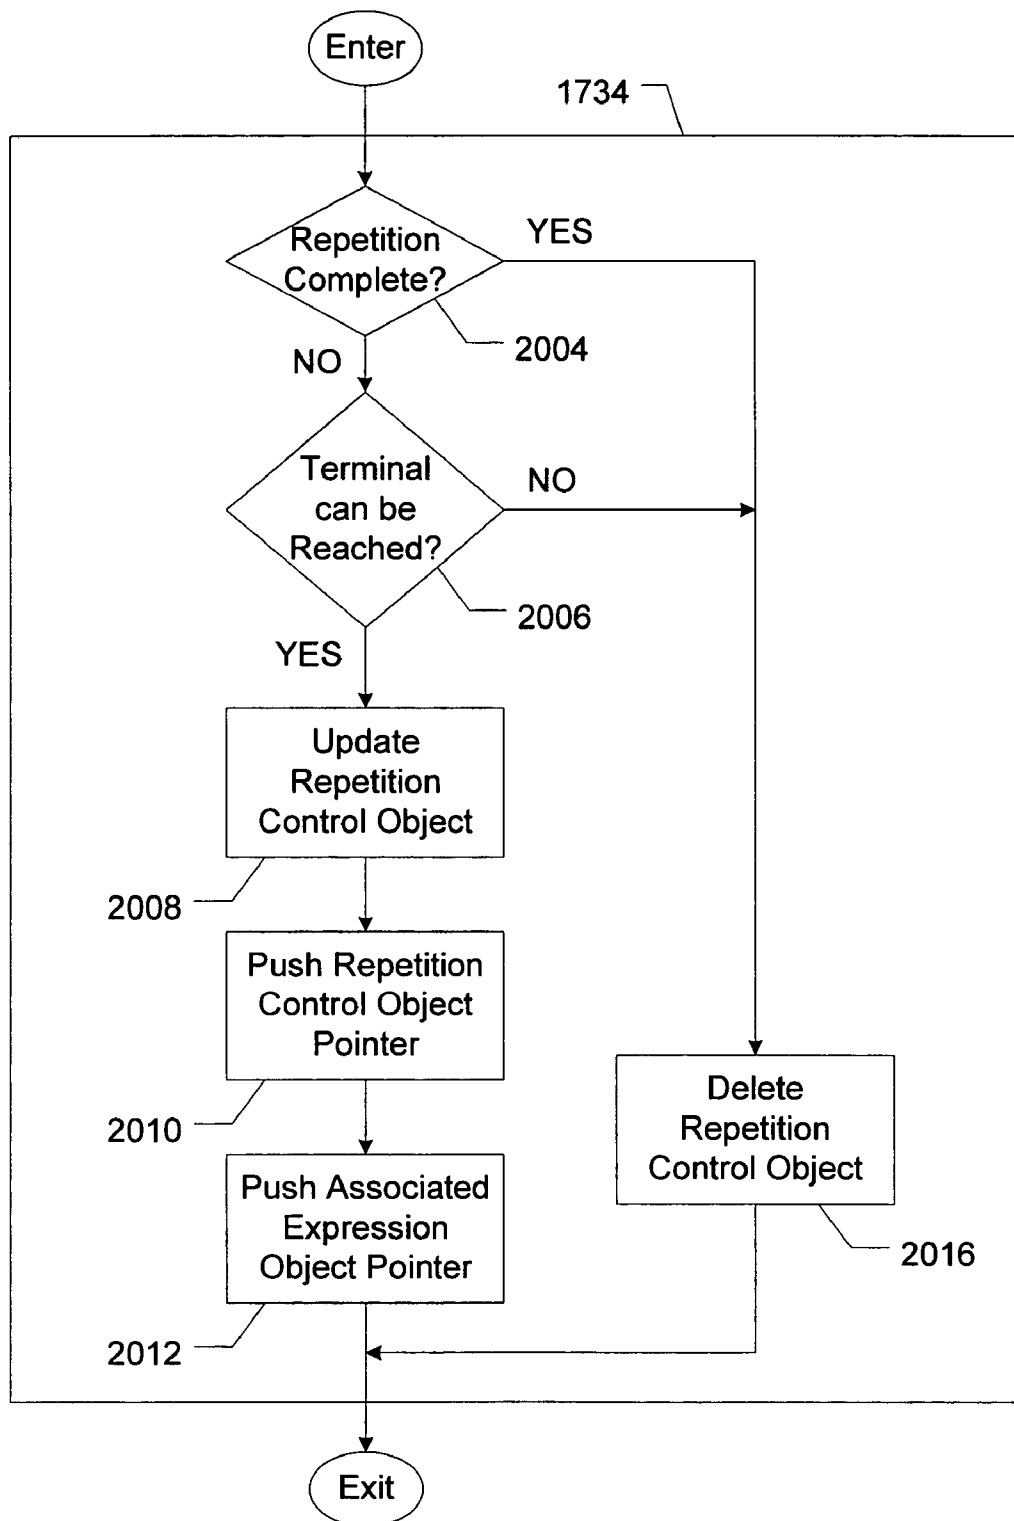 Enter
1734
Repetition
Complete?
YES
2004
NO
Terminal
can be
Reached?
NO
2006
YES
Update
Repetition
Control Object
2008
Push Repetition
Control Object
Pointer
2010
Delete
Repetition
Control Object
2016
Push Associated
Expression
Object Pointer
2012
Exit